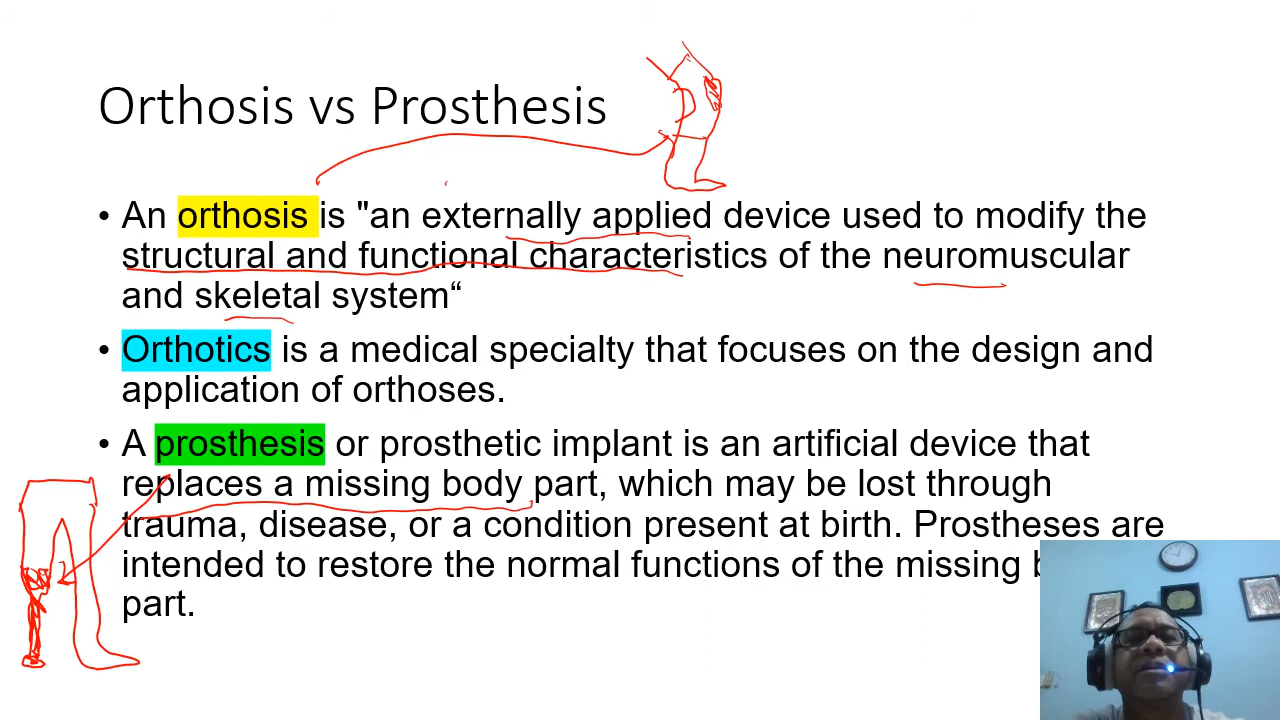 Orthosis vs Prosthesis
• An orthosis is "an externally applied device used to modify the
structural and functional characteristics of the neuromuscular
and skeletal system“
• Orthotics is a medical specialty that focuses on the design and
application of orthoses.
• A prosthesis or prosthetic implant is an artificial device that
replaces a missing body part, which may be lost through
trauma, disease, or a condition present at birth. Prostheses are
intended to restore the normal functions of the missing
part.